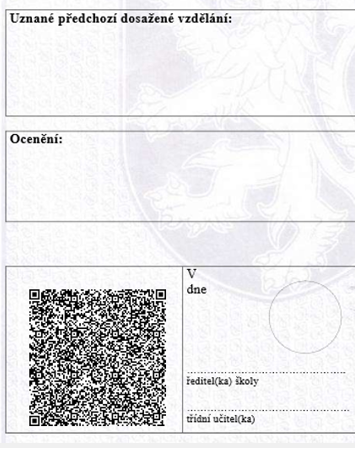 Uznané předchozí dosažené vzdělání:
Ocenění:
V
dne
ředitel(ka) školy
třídní učitel(ka)